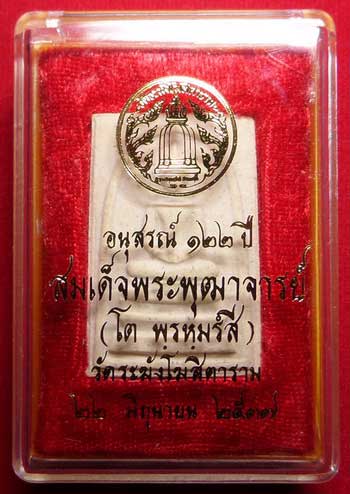 อนุสรณ์ ๑๒๒ ปี
สมเด็จพระพุฒาจารย์
(โต พฺรหฺมรํสี)
วัดระฆังโฆสิตาราม
๒๒ มิถุนายน ๒๕๓๗